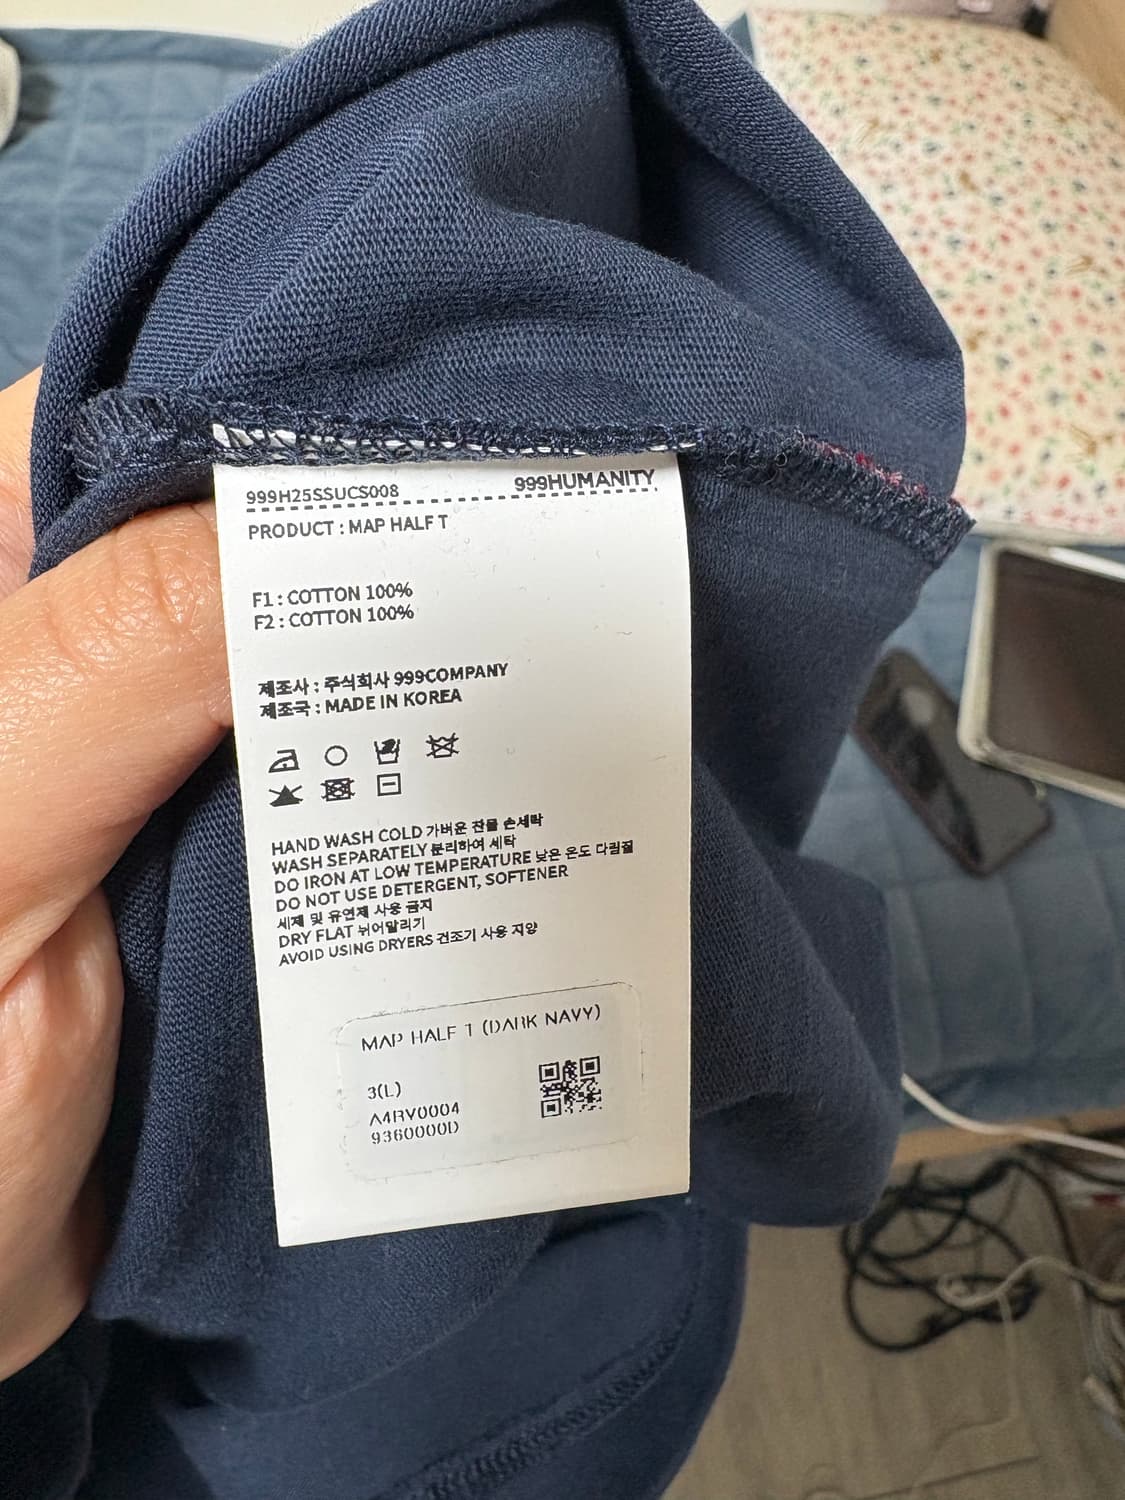 999H25SSUCS008 999HUMANITY
PRODUCT : MAP HALF T
F1 : COTTON 100%
F2 : COTTON 100%
제조사 : 주식회사 999COMPANY
제조국 : MADE IN KOREA
HAND WASH COLD 가벼운 찬물 손세탁
WASH SEPARATELY 분리하여 세탁
DO IRON AT LOW TEMPERATURE 낮은 온도 다림질
DO NOT USE DETERGENT, SOFTENER
세제 및 유연제 사용 금지
DRY FLAT 뉘어말리기
AVOID USING DRYERS 건조기 사용 지양
MAP HALF T (DARK NAVY)
3(L)
A4RV0004
9360000D